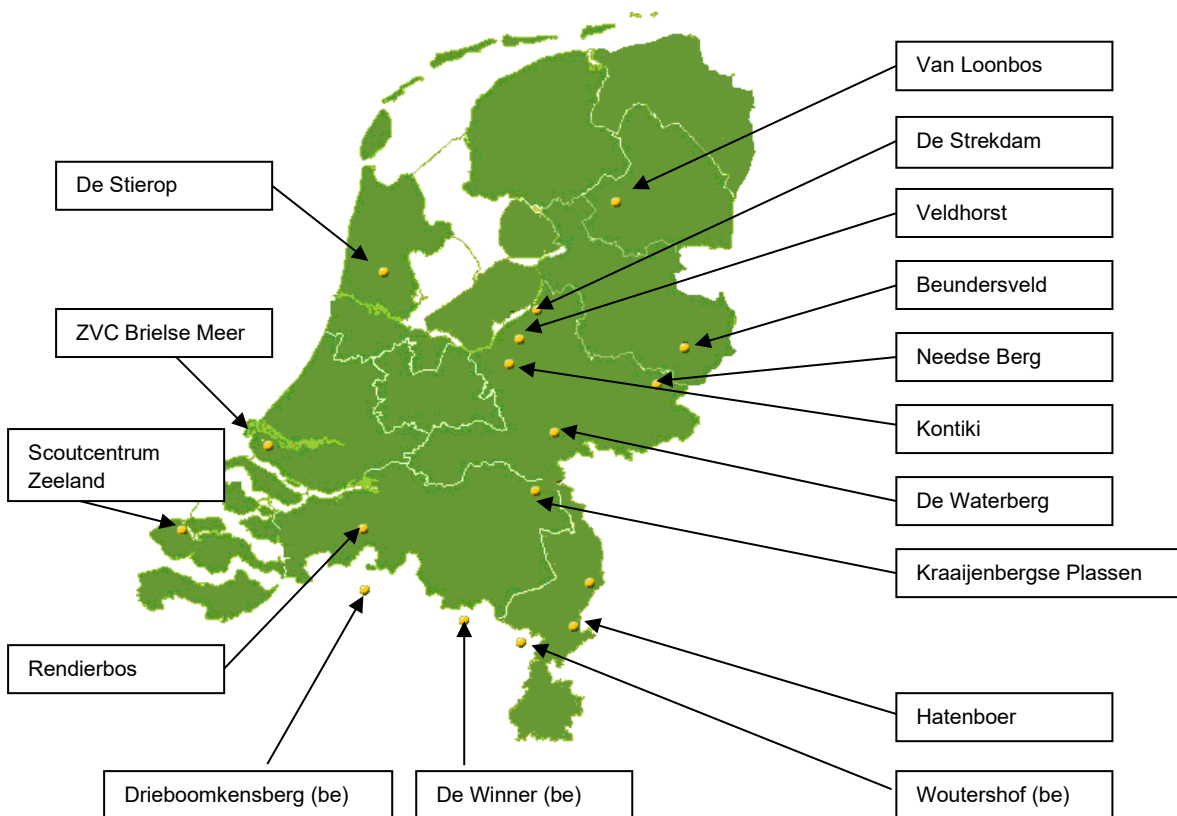 Van Loonbos
De Strekdam
De Stierop
Veldhorst
Beundersveld
ZVC Brielse Meer
Needse Berg
Kontiki
Scoutcentrum
Zeeland
De Waterberg
Kraaijenbergse Plassen
Rendierbos
Hatenboer
Drieboomkensberg (be)
De Winner (be)
Woutershof (be)